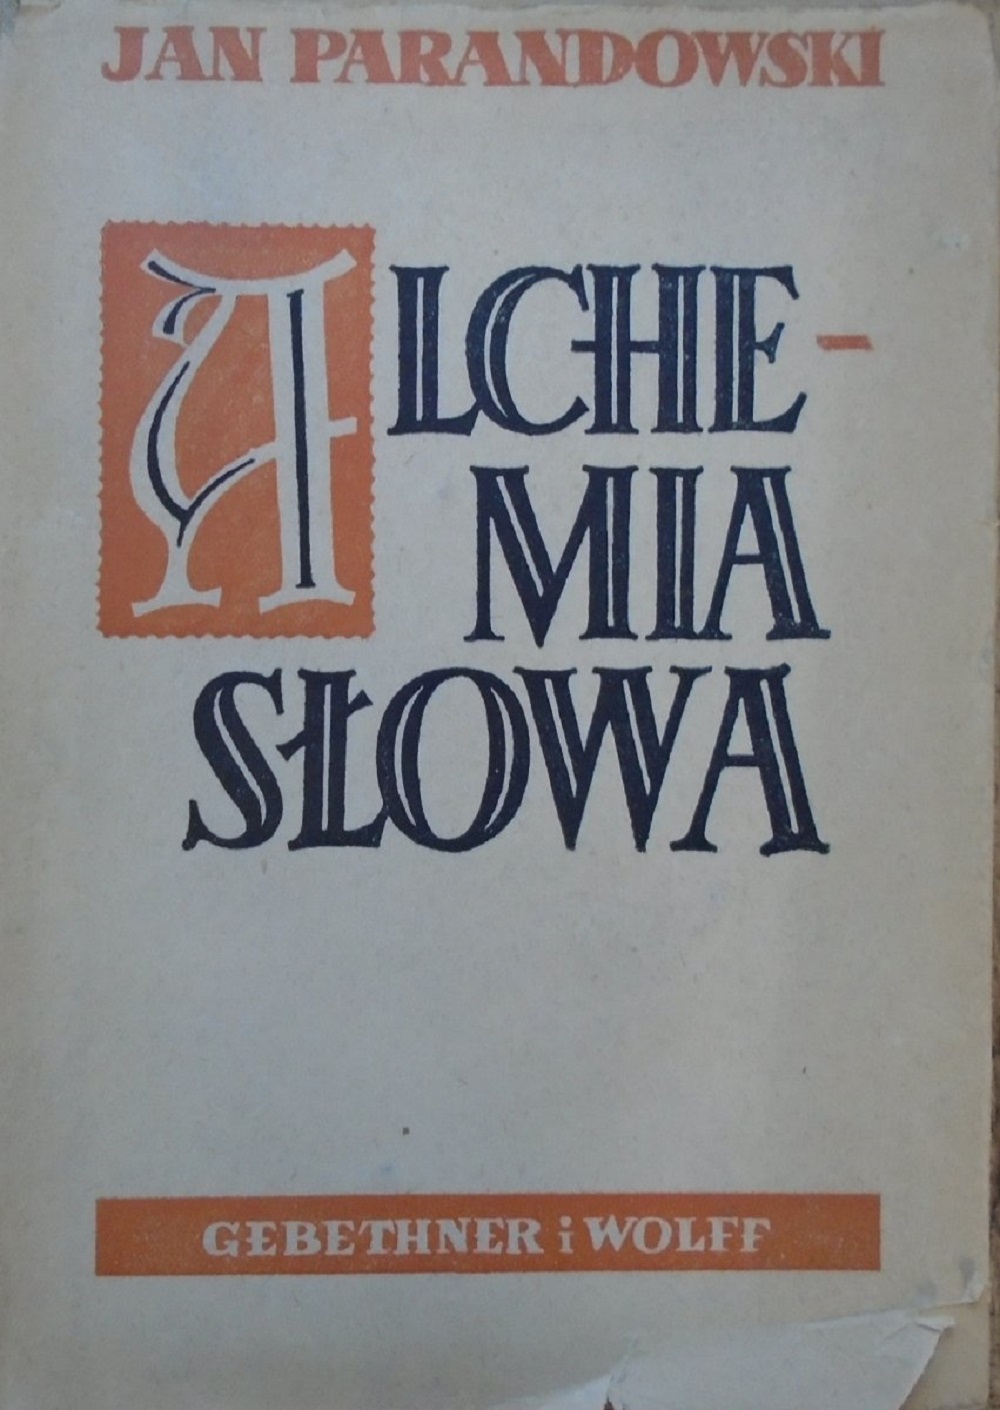 JAN PARANDOWSKI
ALCHE-
MIA
SŁOWA
GEBETHNER i WOLFF